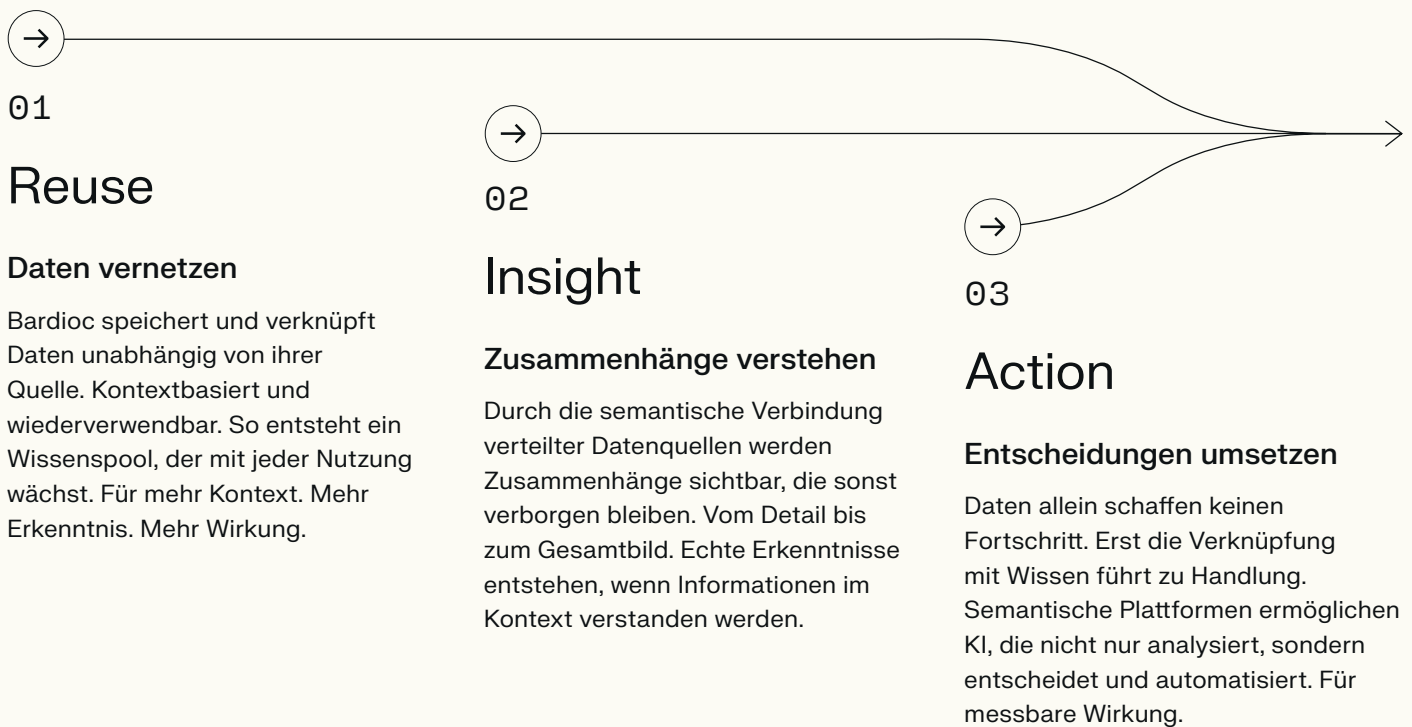 01
Reuse
Daten vernetzen
Bardioc speichert und verknüpft
Daten unabhängig von ihrer
Quelle. Kontextbasiert und
wiederverwendbar. So entsteht ein
Wissenspool, der mit jeder Nutzung
wächst. Für mehr Kontext. Mehr
Erkenntnis. Mehr Wirkung.
02
Insight
Zusammenhänge verstehen
Durch die semantische Verbindung
verteilter Datenquellen werden
Zusammenhänge sichtbar, die sonst
verborgen bleiben. Vom Detail bis
zum Gesamtbild. Echte Erkenntnisse
entstehen, wenn Informationen im
Kontext verstanden werden.
03
Action
Entscheidungen umsetzen
Daten allein schaffen keinen
Fortschritt. Erst die Verknüpfung
mit Wissen führt zu Handlung.
Semantische Plattformen ermöglichen
KI, die nicht nur analysiert, sondern
entscheidet und automatisiert. Für
messbare Wirkung.